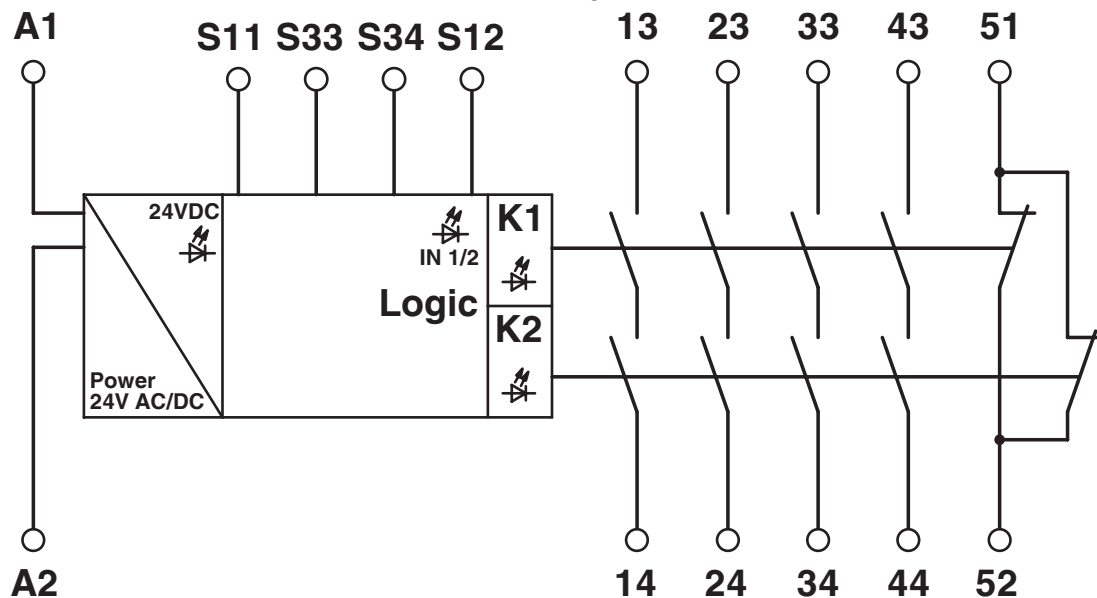 A1
S11 S33 S34 S12
13 23 33 43 51
24VDC
IN 1/2
K1
Logic
K2
Power
24V AC/DC
A2
14 24 34 44 52